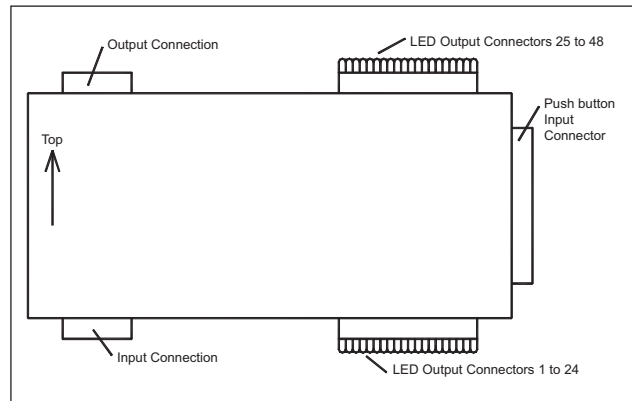 Output Connection
LED Output Connectors 25 to 48
Push button
Input
Connector
Top
Input Connection
LED Output Connectors 1 to 24